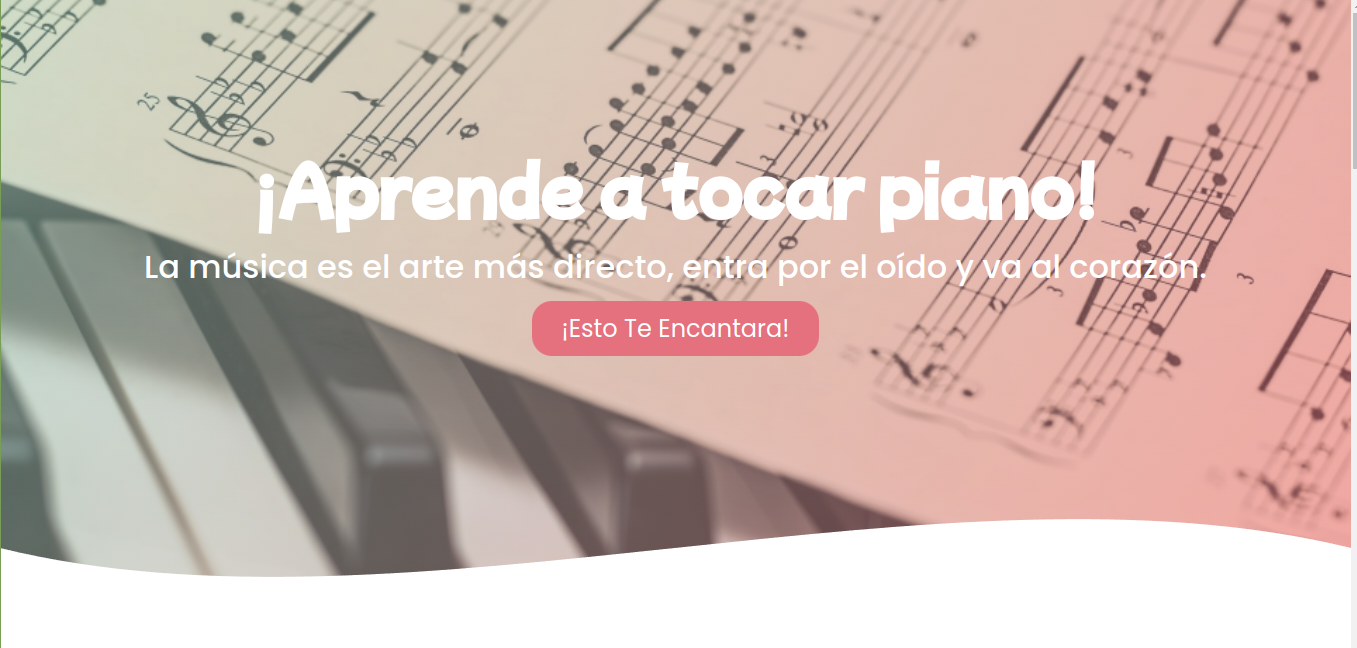 25
¡Aprende a tocar piano!
La música es el arte más directo, entra por el oído y va al corazón.
¡Esto Te Encantara!